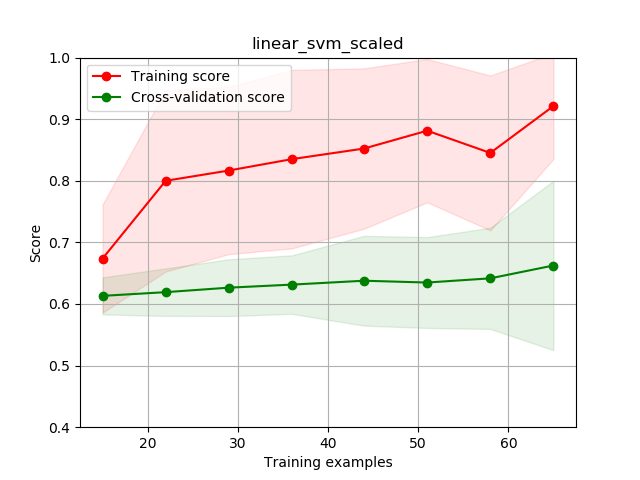 linear_svm_scaled
Training score
Cross-validation score
1.0
0.9
0.8
0.7
0.6
0.5
0.4
Score
20 30 40 50 60
Training examples